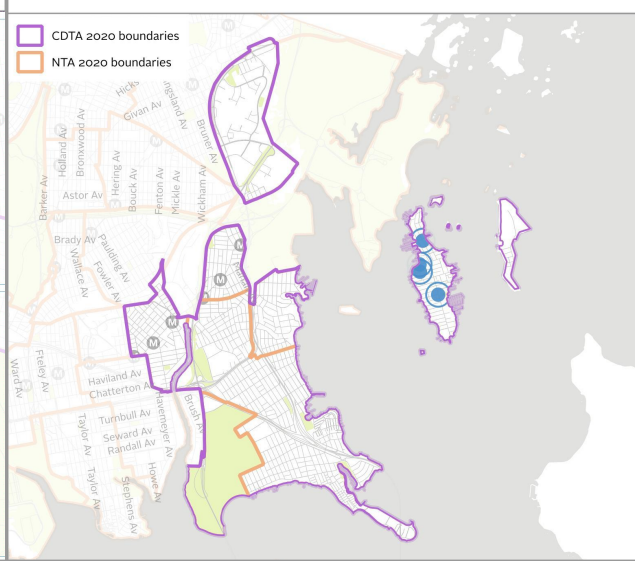 CDTA 2020 boundaries
NTA 2020 boundaries
Hicks
Givan Av
ngsland Av
Bruner Av
Holland Av
Bronxwood Av
Barker Av
Hering Av
Bouck Av
Fenton Av
Mickle Av
Wickham Av
Astor Av
Brady Av
Paulding Av
Wallace Av
Fowler Av
M
M
M
M
Ward Av
Fteley Av
Haviland Av
Chatterton Av
Havemeyer Av
Brush Av
Turnbull Av
Seward Av
Randall Av
Taylor Av
Taylor Av
Stephens Av
Howe Av